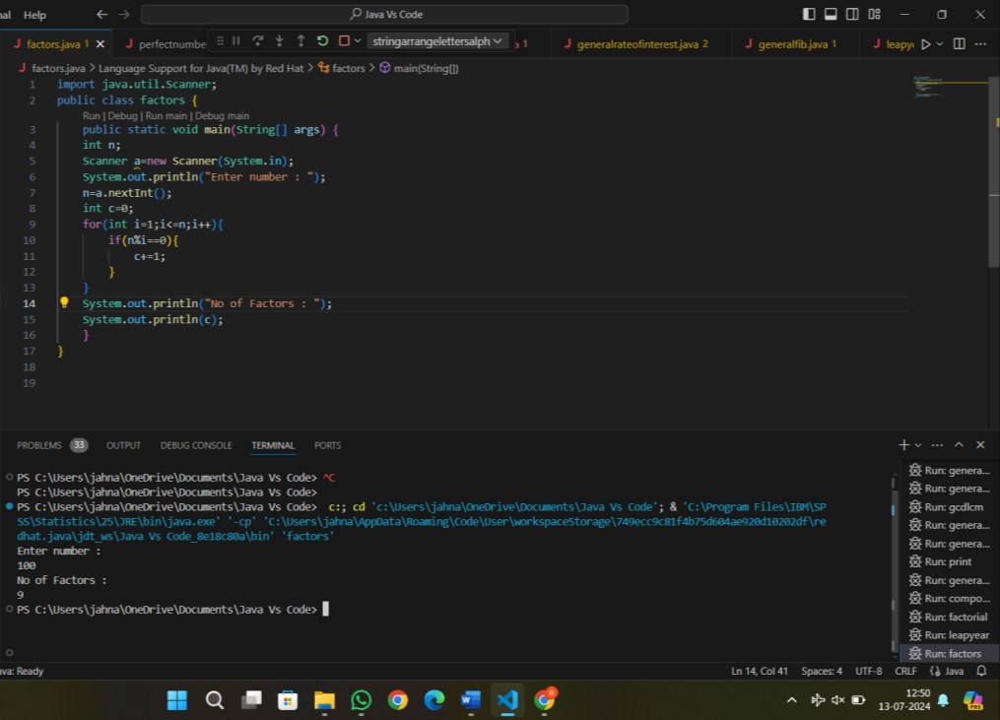 nal Help Java Vs Code
factors.java 1 perfectnumbe stringarrangelettersalph a 1 generalrateofinterest.java 2 generalfib.java 1 leapy
factors.java > Language Support for Java(TM) by Red Hat > factors > main(String[])
1 import java.util.Scanner;
2 public class factors {
Run | Debug | Run main | Debug main
3 public static void main(String[] args) {
4 int n;
5 Scanner a=new Scanner(System.in);
6 System.out.println("Enter number : ");
7 n=a.nextInt();
8 int c=0;
9 for(int i=1;i<=n;i++){
10 if(n%i==0){
11 c+=1;
12 }
13 }
14 System.out.println("No of Factors : ");
15 System.out.println(c);
16 }
17 }
18
19
PROBLEMS 33 OUTPUT DEBUG CONSOLE TERMINAL PORTS
PS C:\Users\jahna\OneDrive\Documents\Java Vs Code> ^C
PS C:\Users\jahna\OneDrive\Documents\Java Vs Code>
PS C:\Users\jahna\OneDrive\Documents\Java Vs Code> c:; cd 'c:\Users\jahna\OneDrive\Documents\Java Vs Code'; & 'C:\Program Files\IBM\SP
SS\Statistics\25\JRE\bin\java.exe' '-cp' 'C:\Users\jahna\AppData\Roaming\Code\User\workspaceStorage\749ecc9c81f4b75d604ae920d10202df\re
dhat.java\jdt_ws\Java Vs Code_8e18c80a\bin' 'factors'
Enter number :
100
No of Factors :
9
PS C:\Users\jahna\OneDrive\Documents\Java Vs Code>
Run: genera...
Run: genera...
Run: gcdlcm
Run: genera...
Run: genera...
Run: print
Run: genera...
Run: compo...
Run: factorial
Run: leapyear
Run: factors
ava: Ready Ln 14, Col 41 Spaces: 4 UTF-8 CRLF {} Java
12:50
13-07-2024
8
PRE